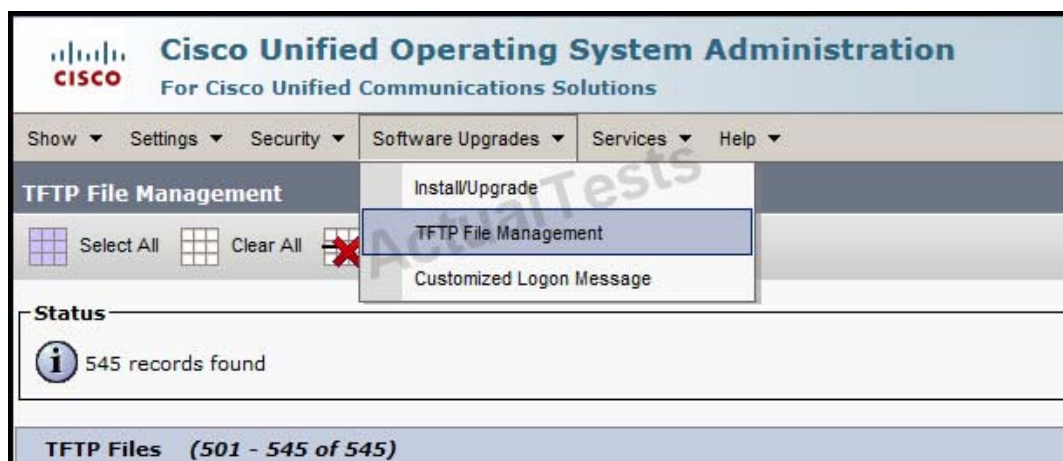 CISCO
Cisco Unified Operating System Administration
For Cisco Unified Communications Solutions
Show Settings Security Software Upgrades Services Help
Install/Upgrade
TFTP File Management
Customized Logon Message
TFTP File Management
Select All Clear All
ActualTests
Status
545 records found
TFTP Files (501 - 545 of 545)